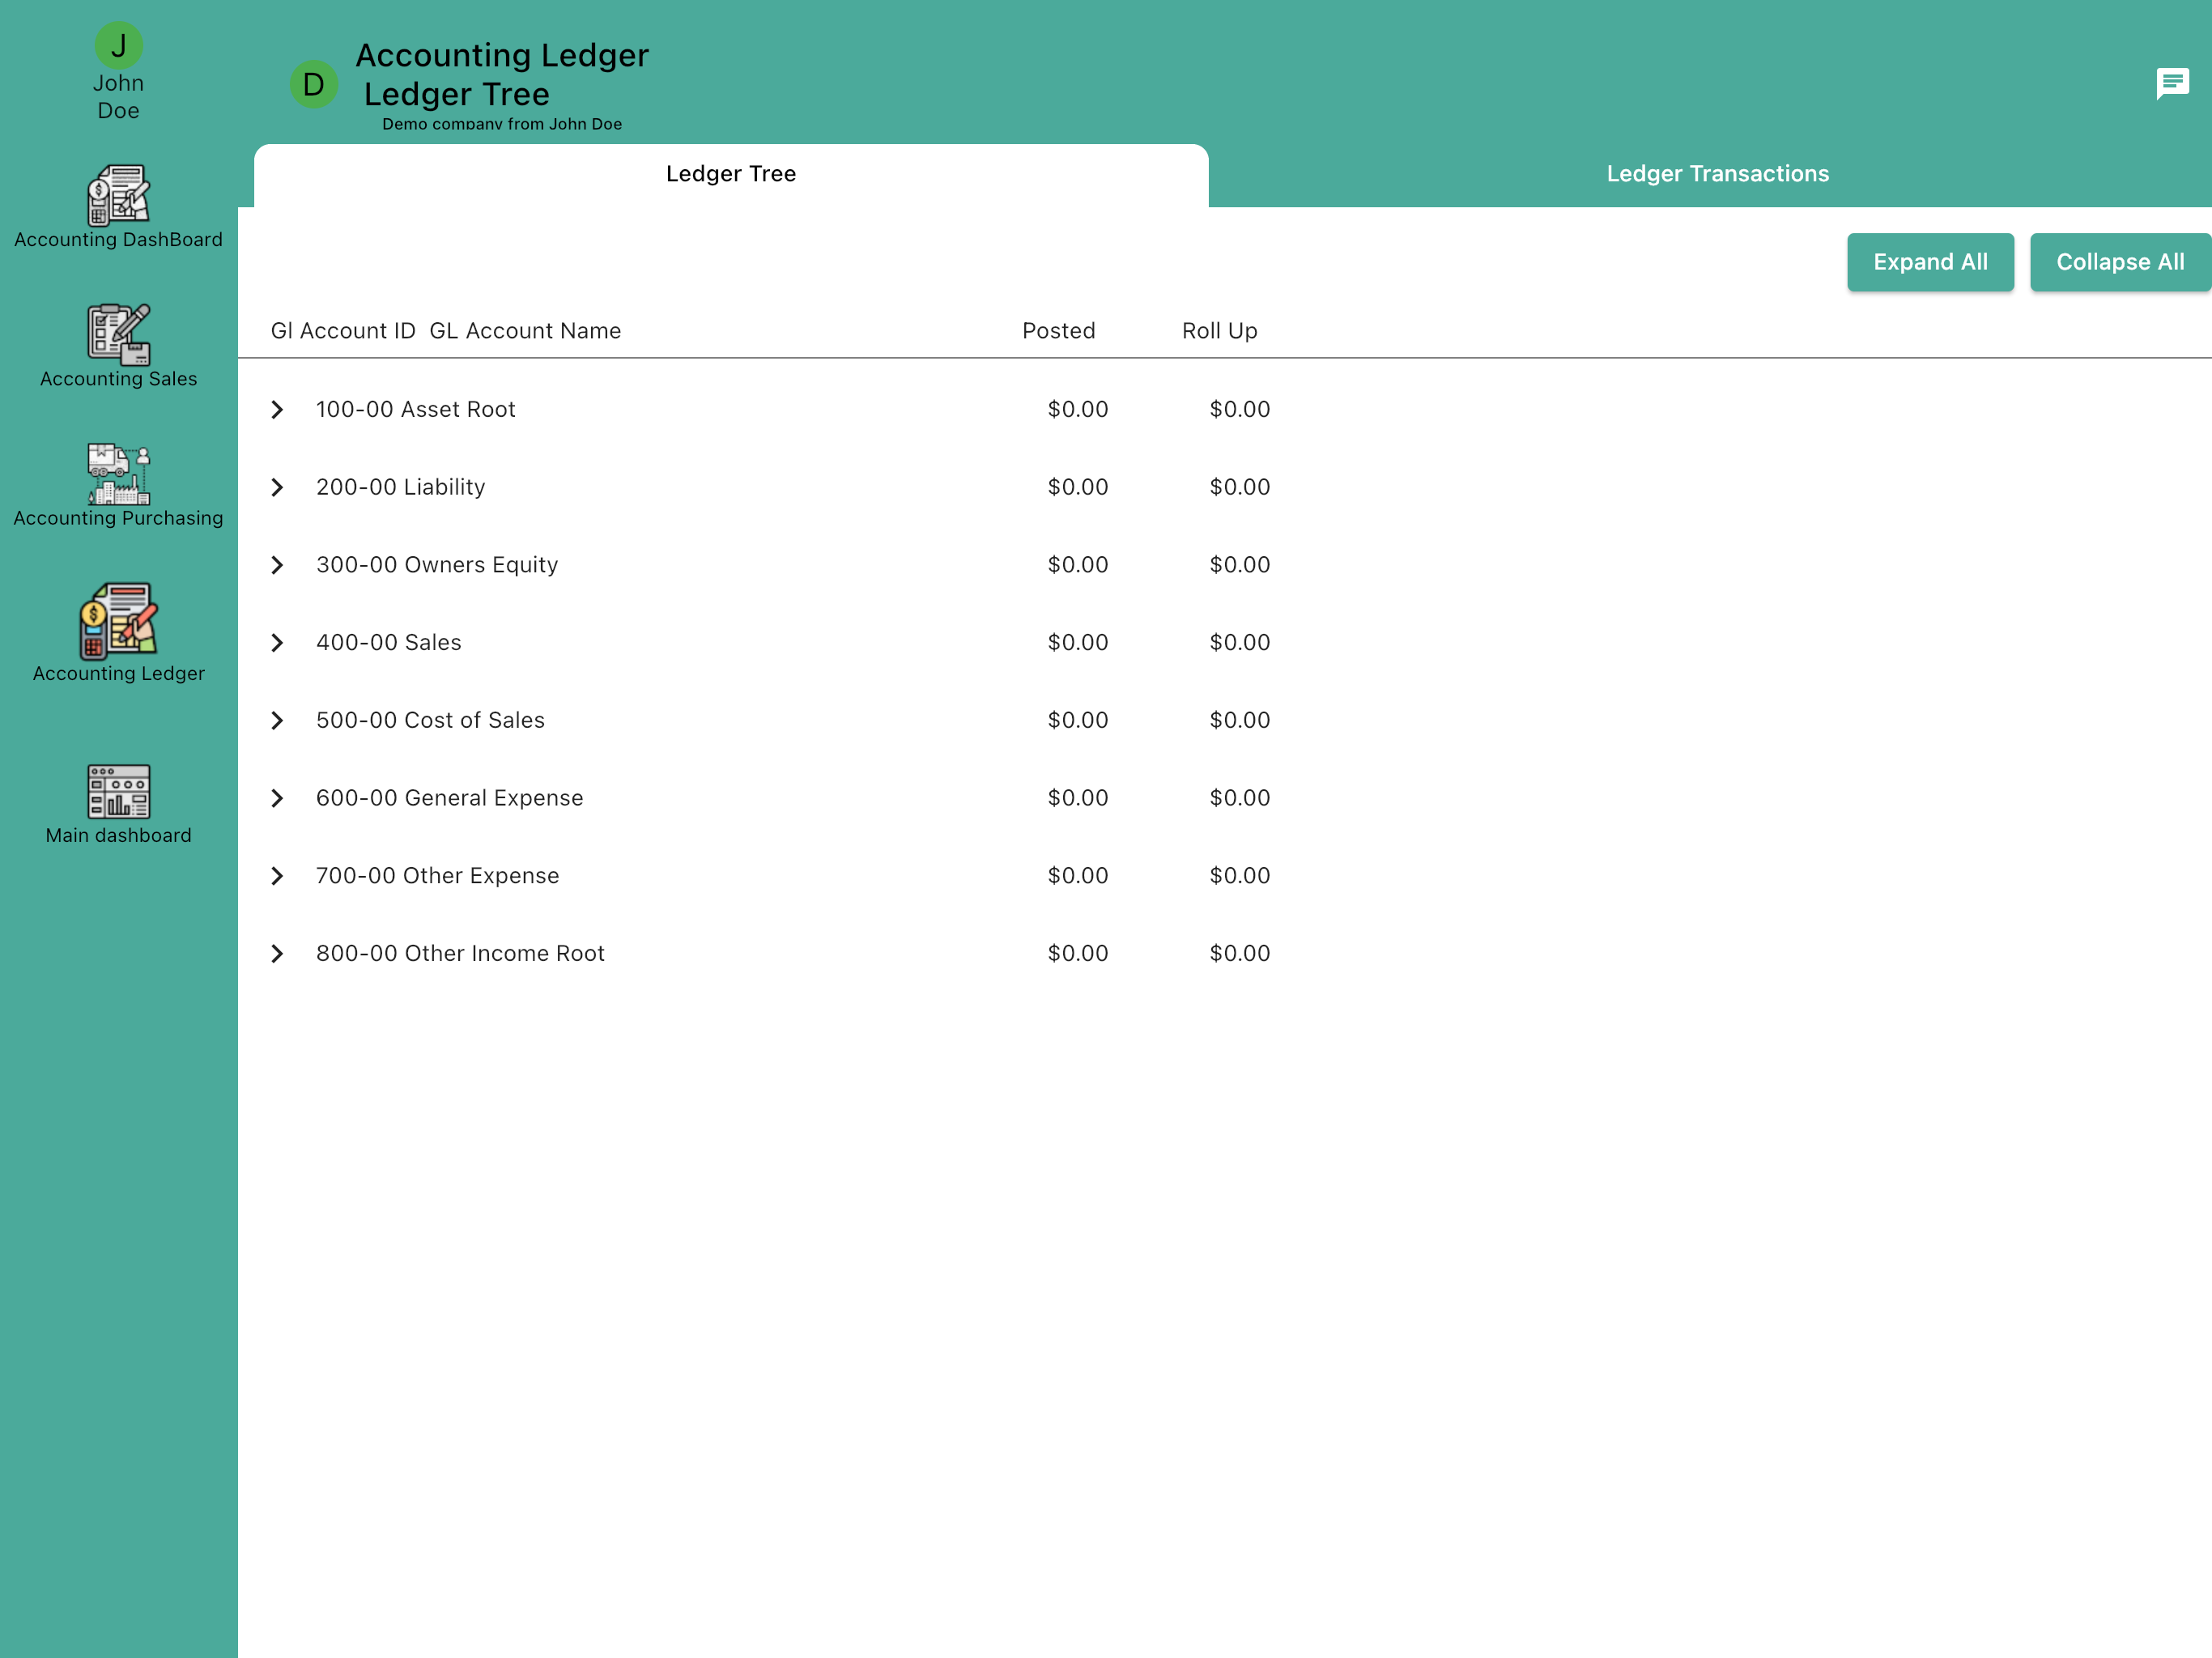 J
John
Doe
Accounting DashBoard
Accounting Sales
Accounting Purchasing
Accounting Ledger
Main dashboard
D
Accounting Ledger
Ledger Tree
Demo company from John Doe
Ledger Tree
Ledger Transactions
Expand All
Collapse All
Gl Account ID GL Account Name Posted Roll Up
100-00 Asset Root $0.00 $0.00
200-00 Liability $0.00 $0.00
300-00 Owners Equity $0.00 $0.00
400-00 Sales $0.00 $0.00
500-00 Cost of Sales $0.00 $0.00
600-00 General Expense $0.00 $0.00
700-00 Other Expense $0.00 $0.00
800-00 Other Income Root $0.00 $0.00